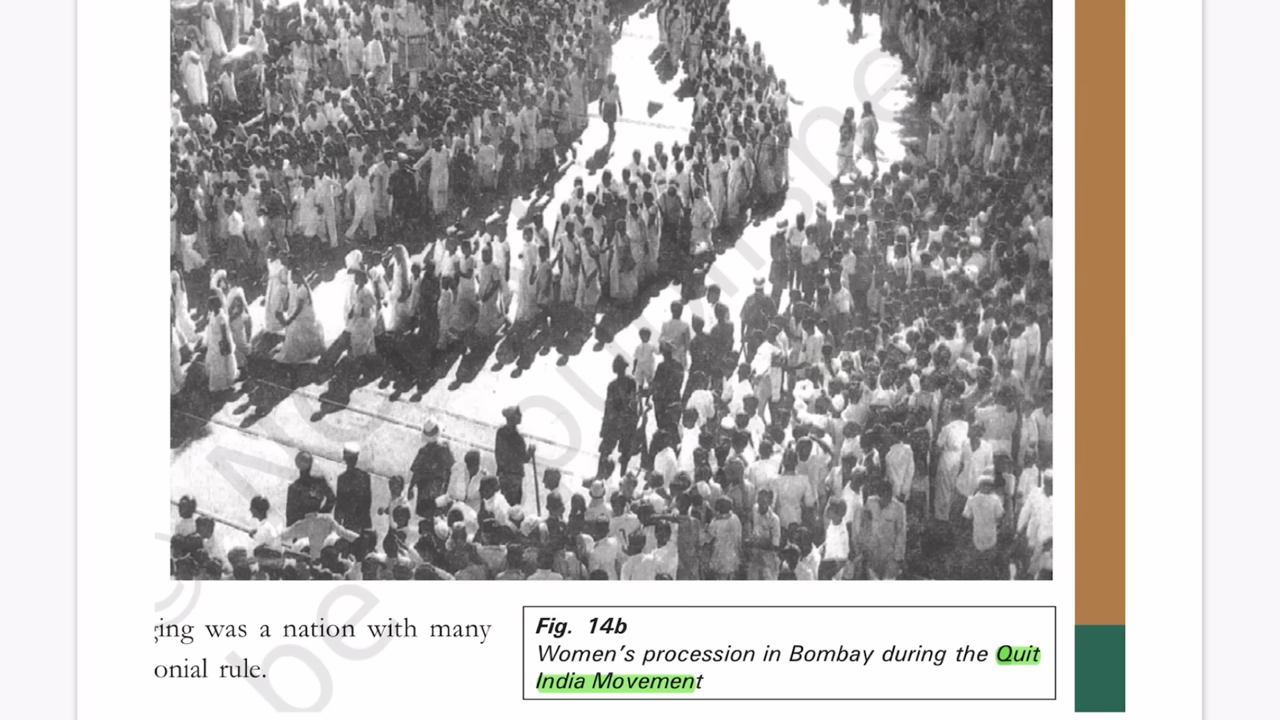 ging was a nation with many
onial rule.
Fig. 14b
Women's procession in Bombay during the Quit
India Movement